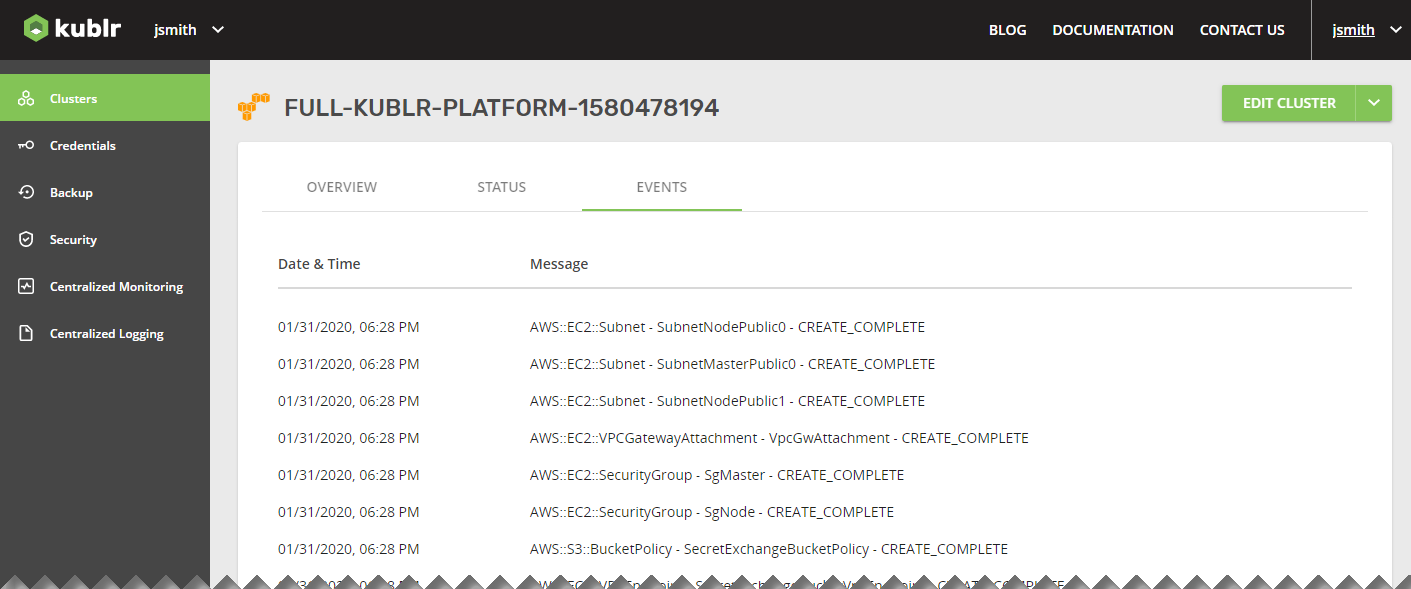 kublr jsmith BLOG DOCUMENTATION CONTACT US jsmith
Clusters
Credentials
Backup
Security
Centralized Monitoring
Centralized Logging
FULL-KUBLR-PLATFORM-1580478194 EDIT CLUSTER
OVERVIEW STATUS EVENTS
Date & Time Message
01/31/2020, 06:28 PM AWS::EC2::Subnet - SubnetNodePublic0 - CREATE_COMPLETE
01/31/2020, 06:28 PM AWS::EC2::Subnet - SubnetMasterPublic0 - CREATE_COMPLETE
01/31/2020, 06:28 PM AWS::EC2::Subnet - SubnetNodePublic1 - CREATE_COMPLETE
01/31/2020, 06:28 PM AWS::EC2::VPCGatewayAttachment - VpcGwAttachment - CREATE_COMPLETE
01/31/2020, 06:28 PM AWS::EC2::SecurityGroup - SgMaster - CREATE_COMPLETE
01/31/2020, 06:28 PM AWS::EC2::SecurityGroup - SgNode - CREATE_COMPLETE
01/31/2020, 06:28 PM AWS::S3::BucketPolicy - SecretExchangeBucketPolicy - CREATE_COMPLETE